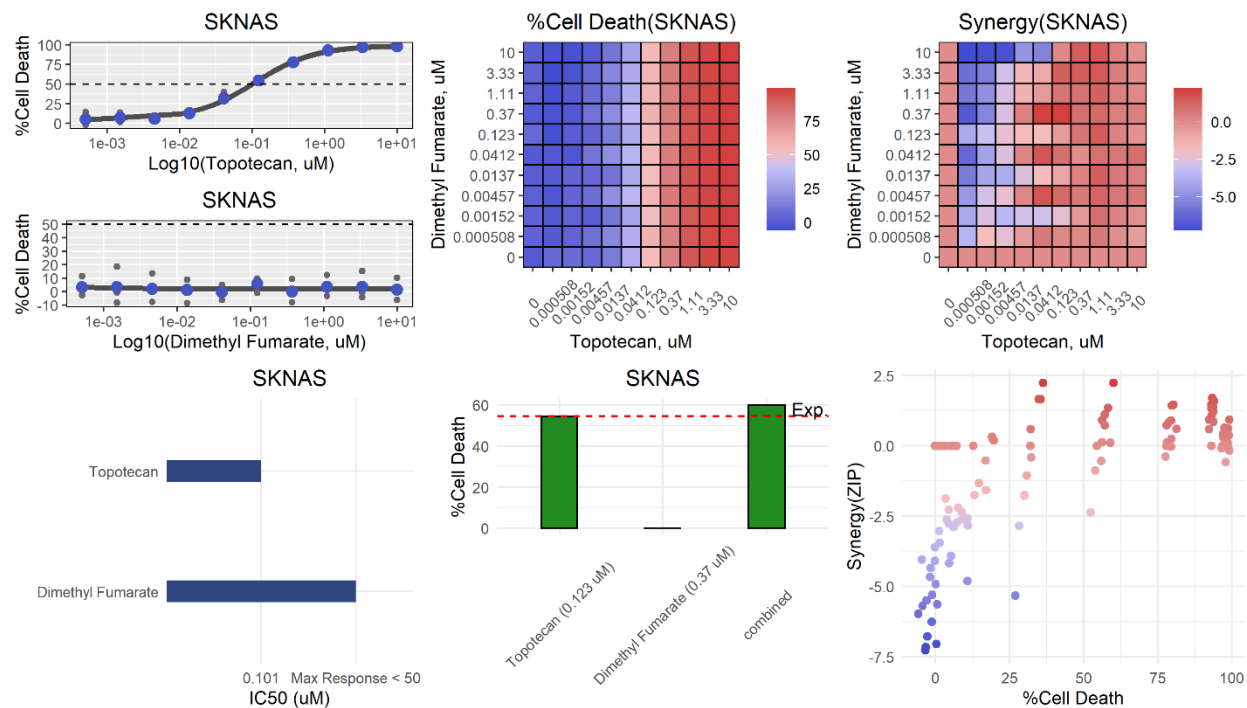 SKNAS
%Cell Death
100
75
50
25
0
1e-03
1e-02
1e-01
1e+00
1e+01
Log10(Topotecan, uM)
SKNAS
%Cell Death
50
40
30
20
10
0
-10
1e-03
1e-02
1e-01
1e+00
1e+01
Log10(Dimethyl Fumarate, uM)
%Cell Death(SKNAS)
Dimethyl Fumarate, uM
10
3.33
1.11
0.37
0.123
0.0412
0.0137
0.00457
0.00152
0.000508
0
0
0.000508
0.00152
0.00457
0.0137
0.0412
0.123
0.37
1.11
3.33
10
Topotecan, uM
75
50
25
0
Synergy(SKNAS)
Dimethyl Fumarate, uM
10
3.33
1.11
0.37
0.123
0.0412
0.0137
0.00457
0.00152
0.000508
0
0
0.000508
0.00152
0.00457
0.0137
0.0412
0.123
0.37
1.11
3.33
10
Topotecan, uM
0.0
-2.5
-5.0
SKNAS
Topotecan
Dimethyl Fumarate
0.101
Max Response < 50
IC50 (uM)
SKNAS
%Cell Death
60
40
20
0
Exp
Topotecan (0.123 uM)
Dimethyl Fumarate (0.37 uM)
combined
Synergy(ZIP)
2.5
0.0
-2.5
-5.0
-7.5
0
25
50
75
100
%Cell Death